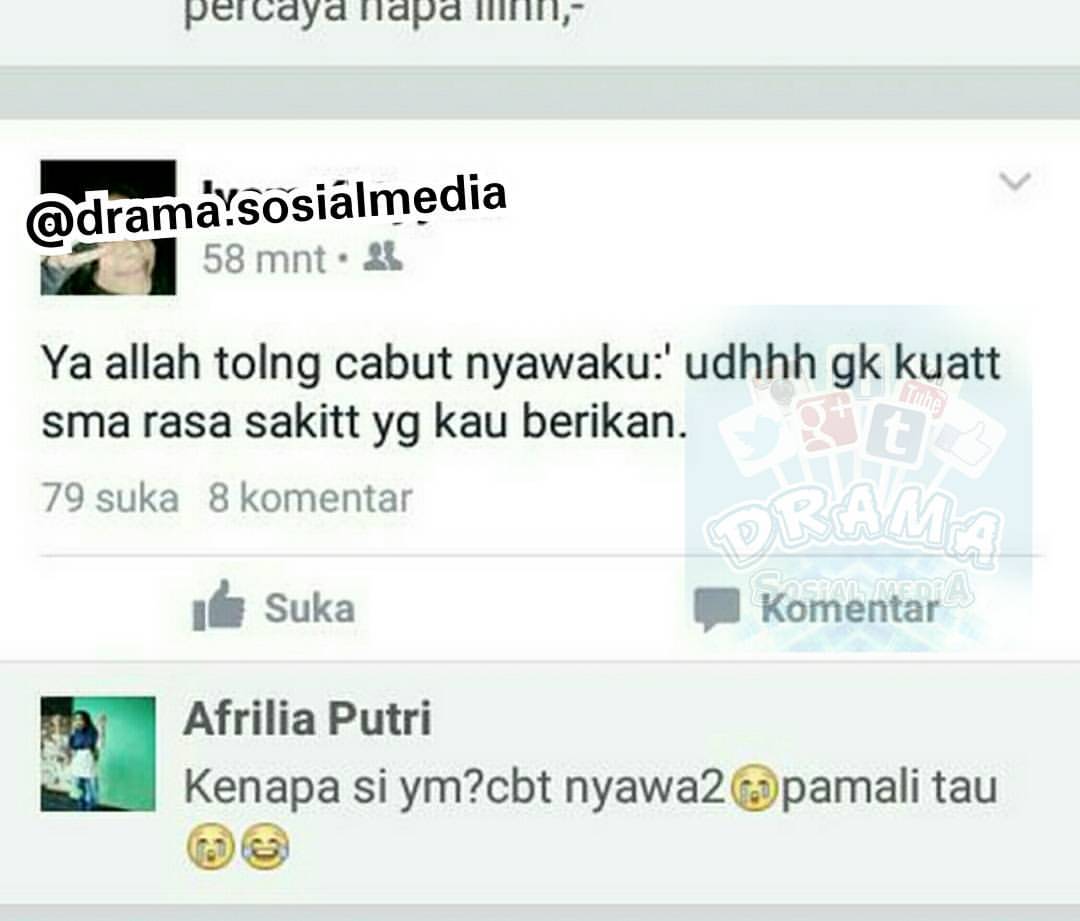 percaya napa
@drama.sosialmedia
58 mnt •
Ya allah tolng cabut nyawaku:' udhhh gk kuatt
sma rasa sakitt yg kau berikan.
79 suka 8 komentar
Tube
g+
t
DRAMA
SOSIAL MEDIA
Suka
Komentar
Afrilia Putri
Kenapa si ym?cbt nyawa2😭pamali tau
😭😂